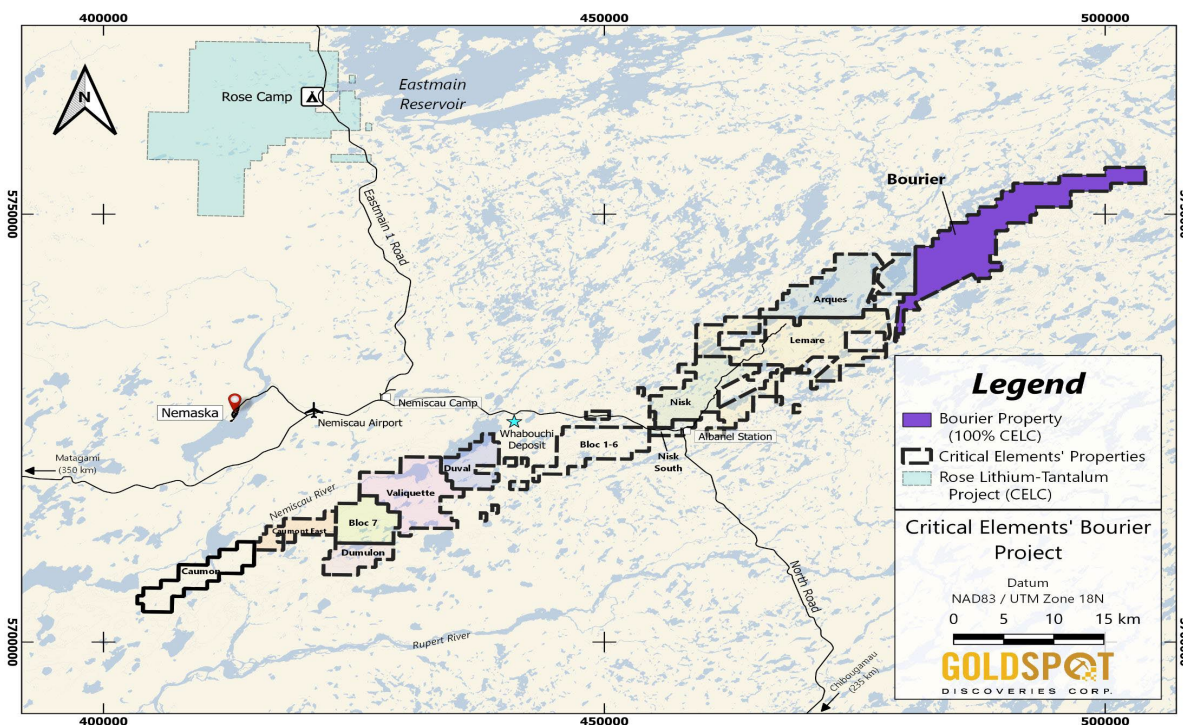 400000
450000
500000
N
Rose Camp
Eastmain
Reservoir
5750000
Eastmain 1 Road
Bourier
Arques
Lemare
Nisk
Nemaska
Nemiscau Camp
Nemiscau Airport
Whabouchi
Deposit
Bloc 1-6
Albanel Station
Nisk
South
Matagami
(350 km)
Duval
Valiquette
Nemiscau River
Caumont East
Bloc 7
Dumulon
Caumon
North Road
Rupert River
Chibougamau
(235 km)
5700000
Legend
Bourier Property
(100% CELC)
Critical Elements' Properties
Rose Lithium-Tantalum
Project (CELC)
Critical Elements' Bourier
Project
Datum
NAD83 / UTM Zone 18N
0 5 10 15 km
GOLDSPOT
DISCOVERIES CORP.
400000
450000
500000